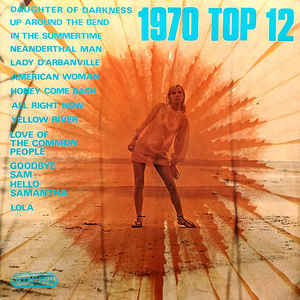 DAUGHTER OF DARKNESS
1970 TOP 12
UP AROUND THE BEND
IN THE SUMMERTIME
NEANDERTHAL MAN
LADY D'ARBANVILLE
AMERICAN WOMAN
HONEY COME BACK
ALL RIGHT NOW
YELLOW RIVER
LOVE OF
THE COMMON
PEOPLE
GOODBYE
SAM
HELLO
SAMANTHA
LOLA